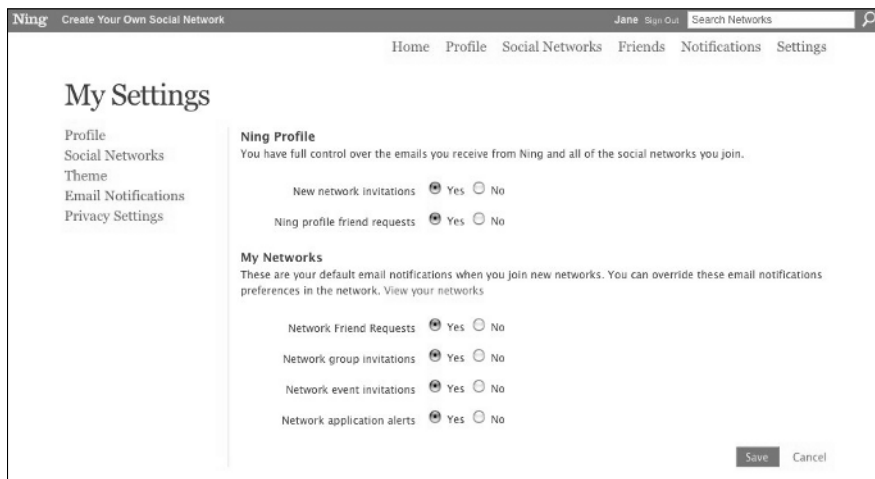 Ning Create Your Own Social Network Jane Sign Out Search Networks
Home Profile Social Networks Friends Notifications Settings
My Settings
Profile
Social Networks
Theme
Email Notifications
Privacy Settings
Ning Profile
You have full control over the emails you receive from Ning and all of the social networks you join.
New network invitations Yes No
Ning profile friend requests Yes No
My Networks
These are your default email notifications when you join new networks. You can override these email notifications
preferences in the network. View your networks
Network Friend Requests Yes No
Network group invitations Yes No
Network event invitations Yes No
Network application alerts Yes No
Save Cancel